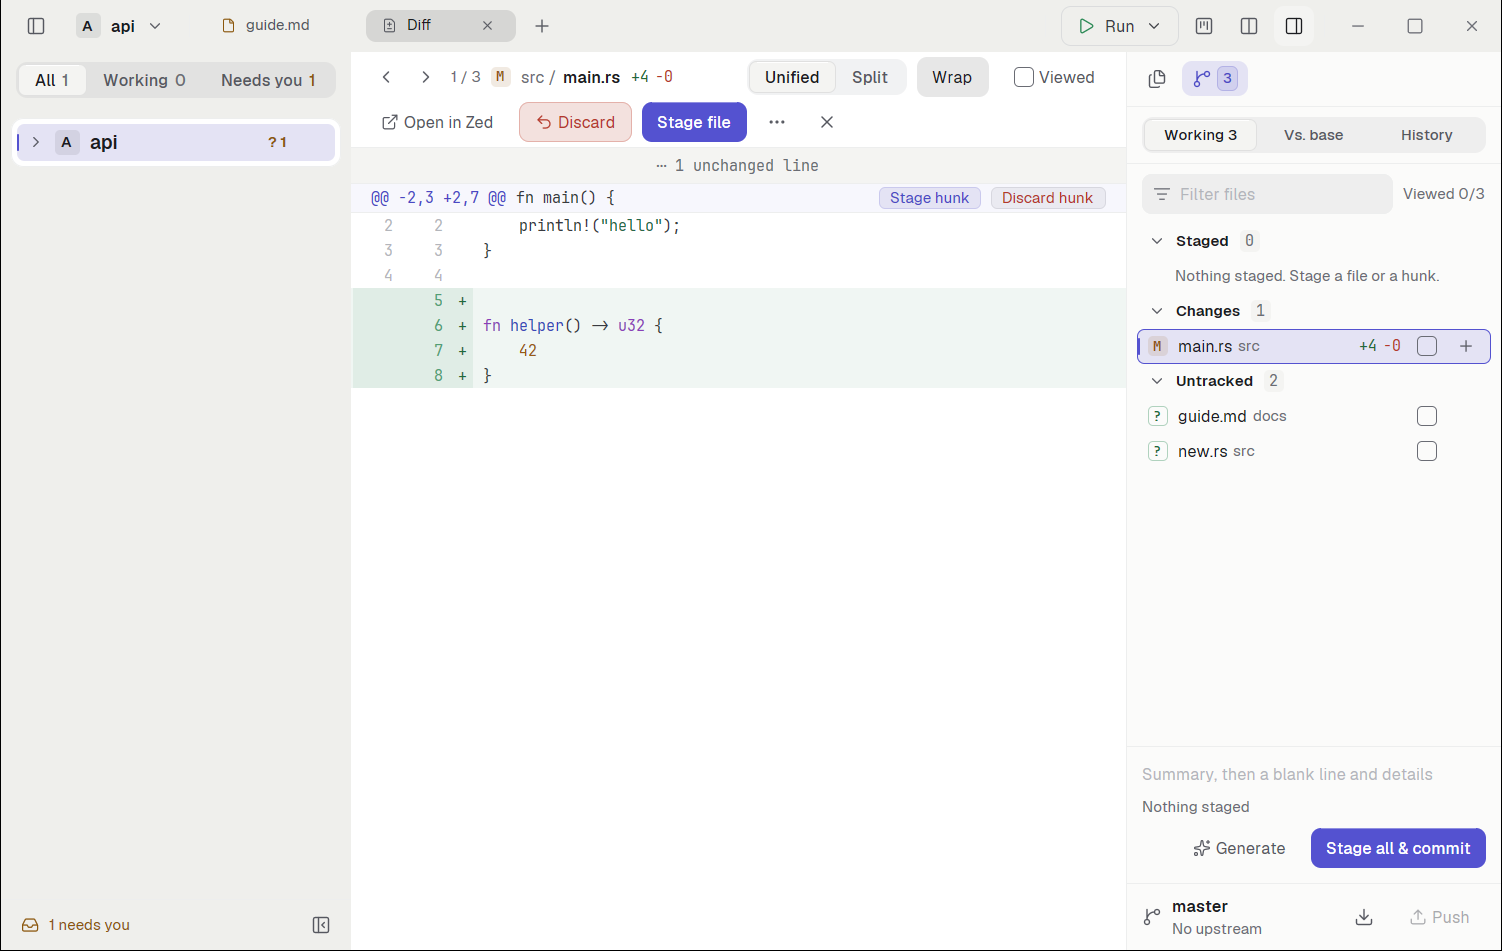 A api
guide.md
Diff
Run
All 1 Working 0 Needs you 1
A api ? 1
1 needs you
1 / 3 M src / main.rs +4 -0
Unified Split Wrap Viewed
Open in Zed Discard Stage file
··· 1 unchanged line
@@ -2,3 +2,7 @@ fn main() { Stage hunk Discard hunk
2 2 println!("hello");
3 3 }
4 4
5 +
6 + fn helper() -> u32 {
7 + 42
8 + }
3
Working 3 Vs. base History
Filter files Viewed 0/3
Staged 0
Nothing staged. Stage a file or a hunk.
Changes 1
M main.rs src +4 -0
Untracked 2
? guide.md docs
? new.rs src
Summary, then a blank line and details
Nothing staged
Generate Stage all & commit
master
No upstream
Push